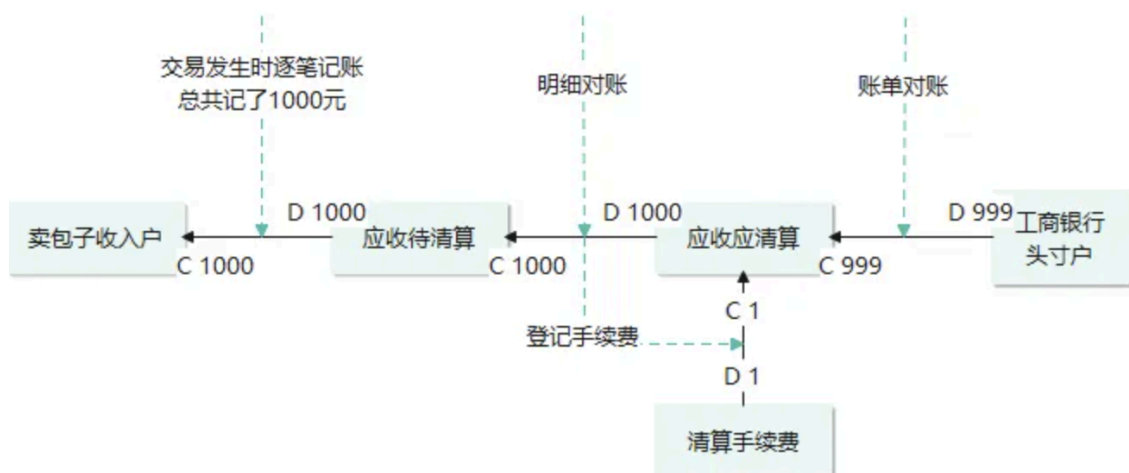 交易发生时逐笔记账
总共记了1000元
明细对账
账单对账
D 1000
D 1000
D 999
卖包子收入户
应收待清算
应收应清算
工商银行
头寸户
C 1000
C 1000
C 999
C 1
登记手续费
D 1
清算手续费